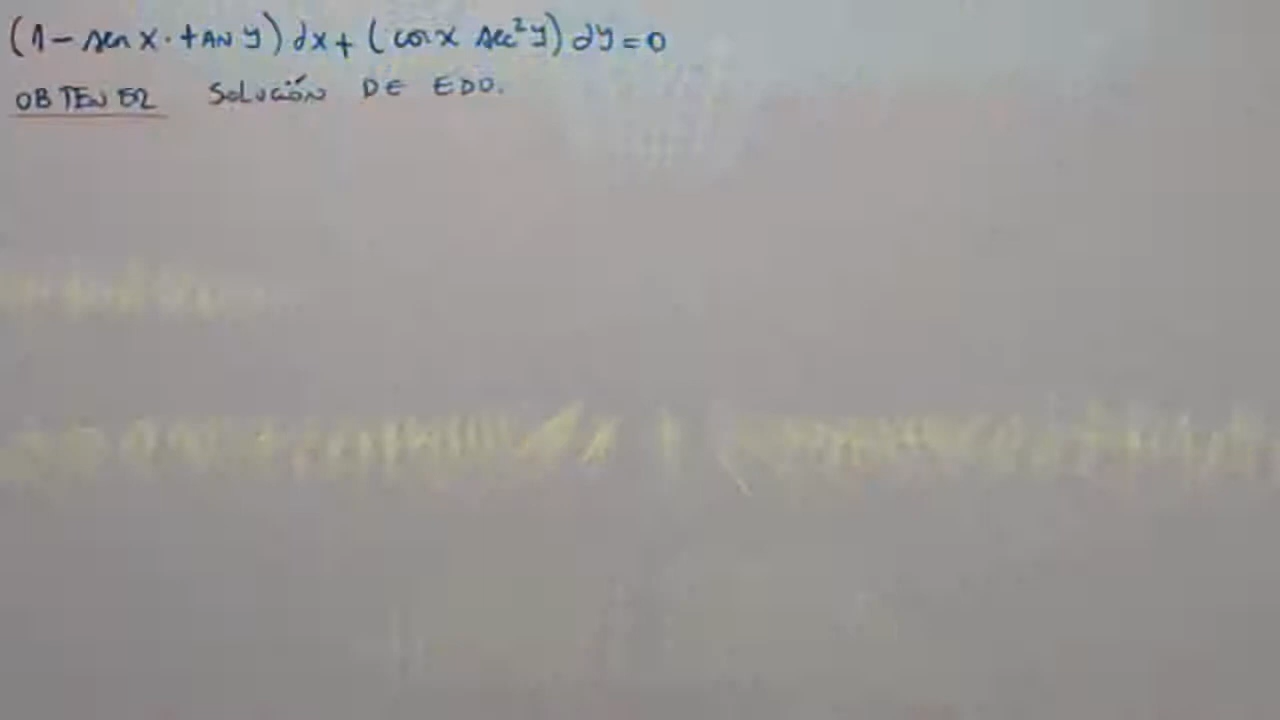 (1 - sen x · tAN y) dx + (cos x sec² y) dy = 0
OBTENER SOLUCIÓN DE EDO.